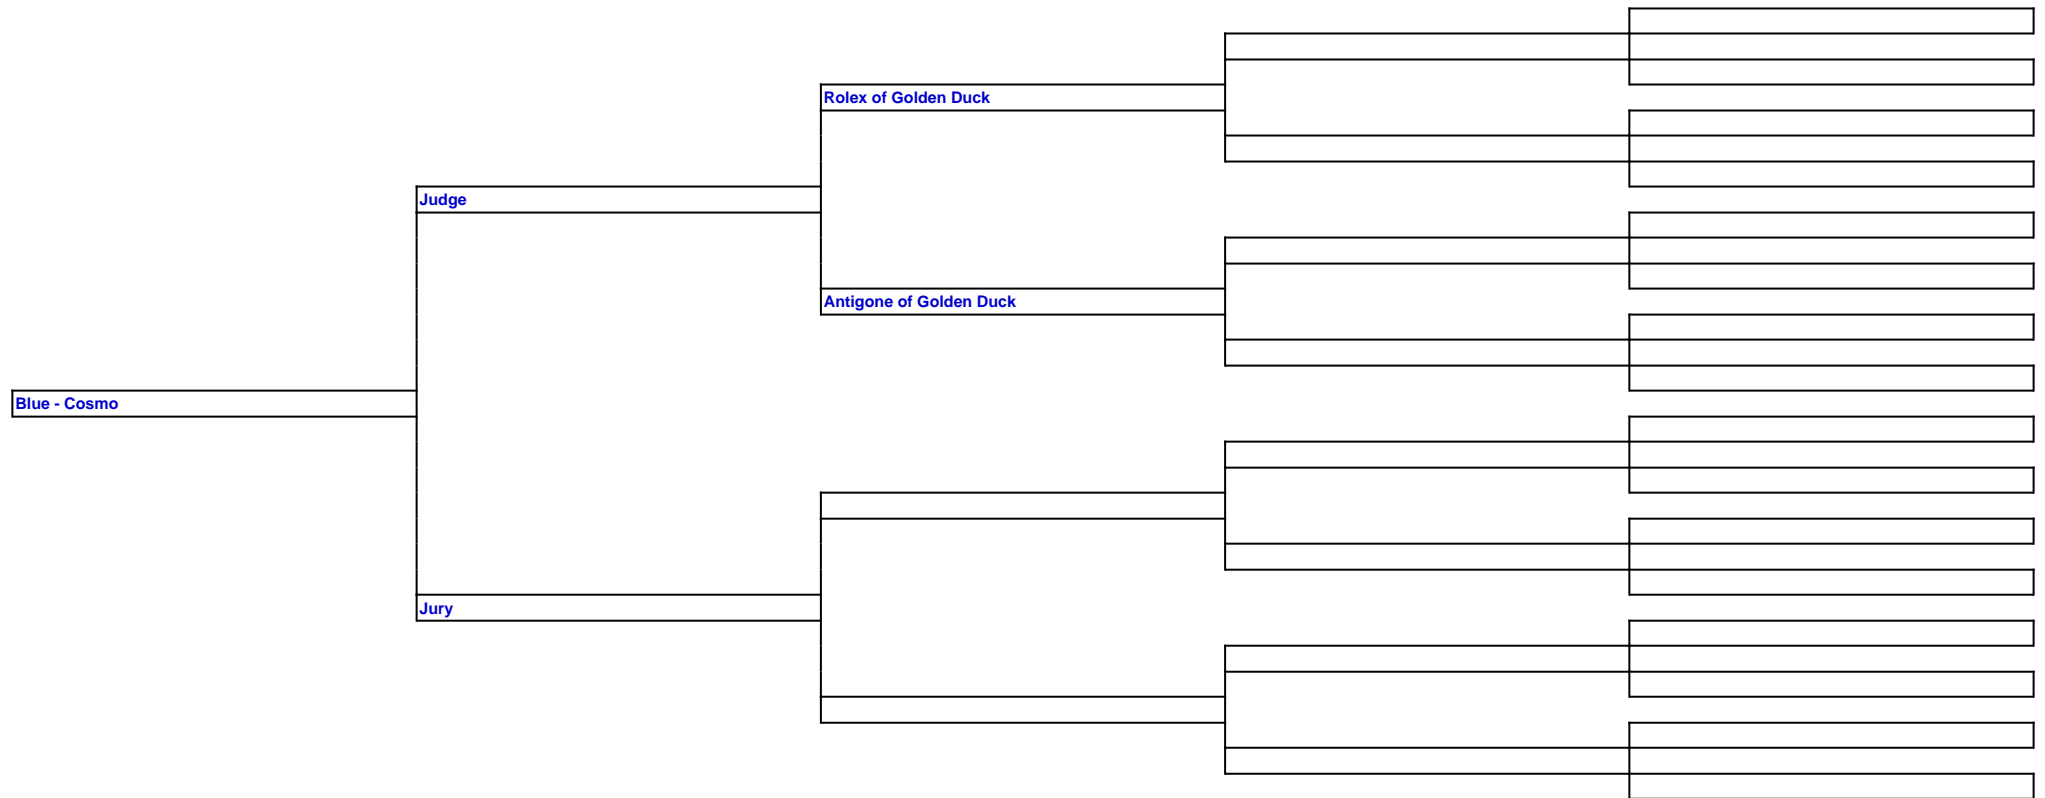 Rolex of Golden Duck
Judge
Antigone of Golden Duck
Blue - Cosmo
Jury